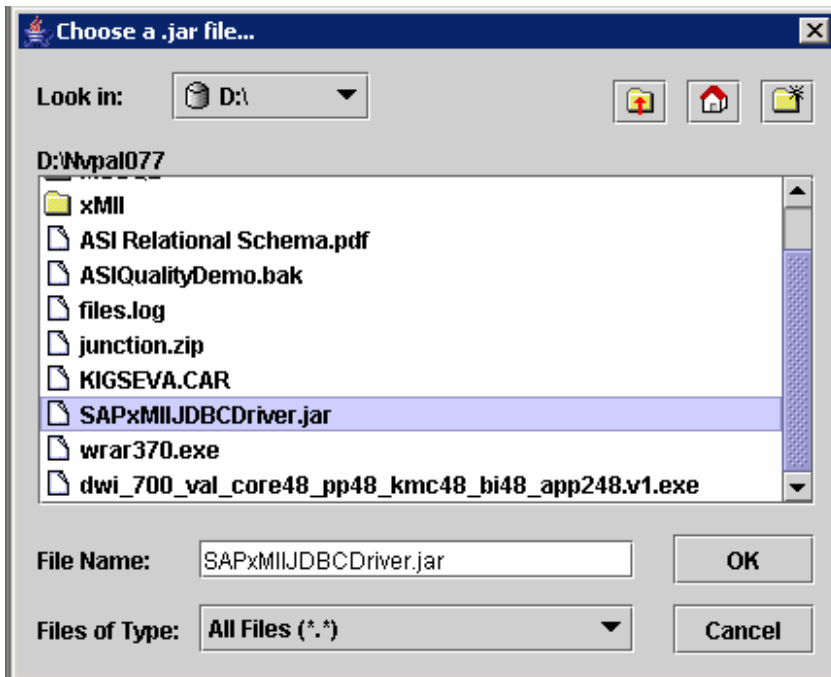 Choose a .jar file...
Look in: D:\
D:\Nvpal077
xMII
ASI Relational Schema.pdf
ASIQualityDemo.bak
files.log
junction.zip
KIGSEVA.CAR
SAPxMIIJDBCDriver.jar
wrar370.exe
dwi_700_val_core48_pp48_kmc48_bi48_app248.v1.exe
File Name: SAPxMIIJDBCDriver.jar OK
Files of Type: All Files (*.*) Cancel